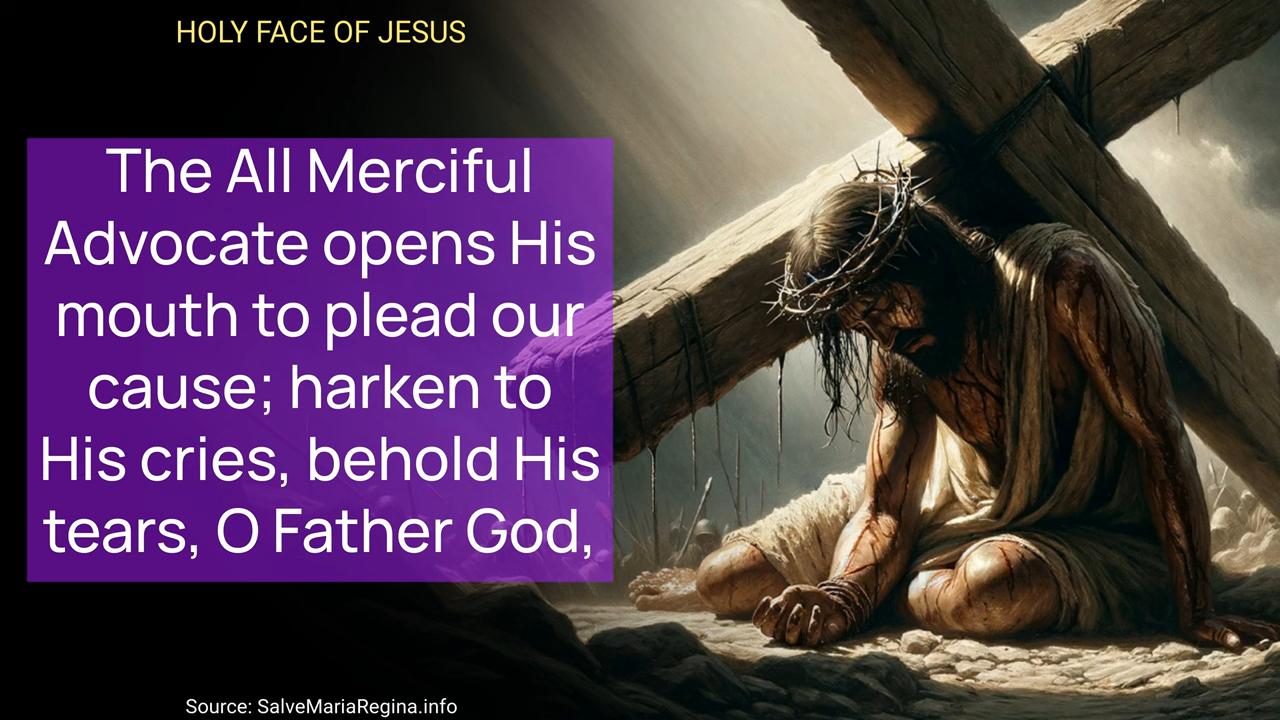 HOLY FACE OF JESUS
The All Merciful
Advocate opens His
mouth to plead our
cause; harken to
His cries, behold His
tears, O Father God,
Source: SalveMariaRegina.info